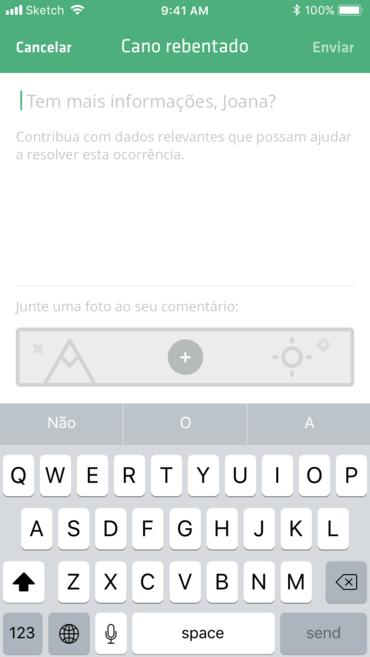 Sketch 9:41 AM 100%
Cancelar Cano rebentado Enviar
Tem mais informações, Joana?
Contribua com dados relevantes que possam ajudar
a resolver esta ocorrência.
Junte uma foto ao seu comentário:
Não O A
Q W E R T Y U I O P
A S D F G H J K L
Z X C V B N M
123 space send